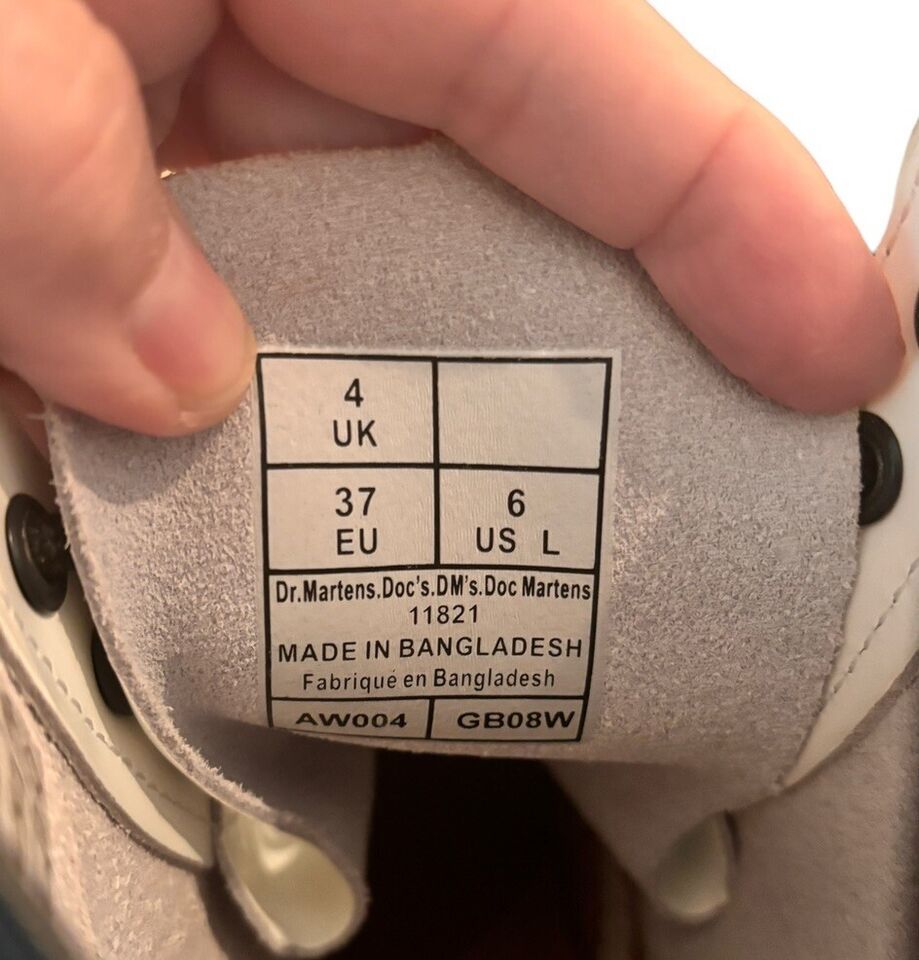 4
UK
37
EU
6
US L
Dr.Martens.Doc's.DM's.Doc Martens
11821
MADE IN BANGLADESH
Fabriqué en Bangladesh
AW004
GB08W